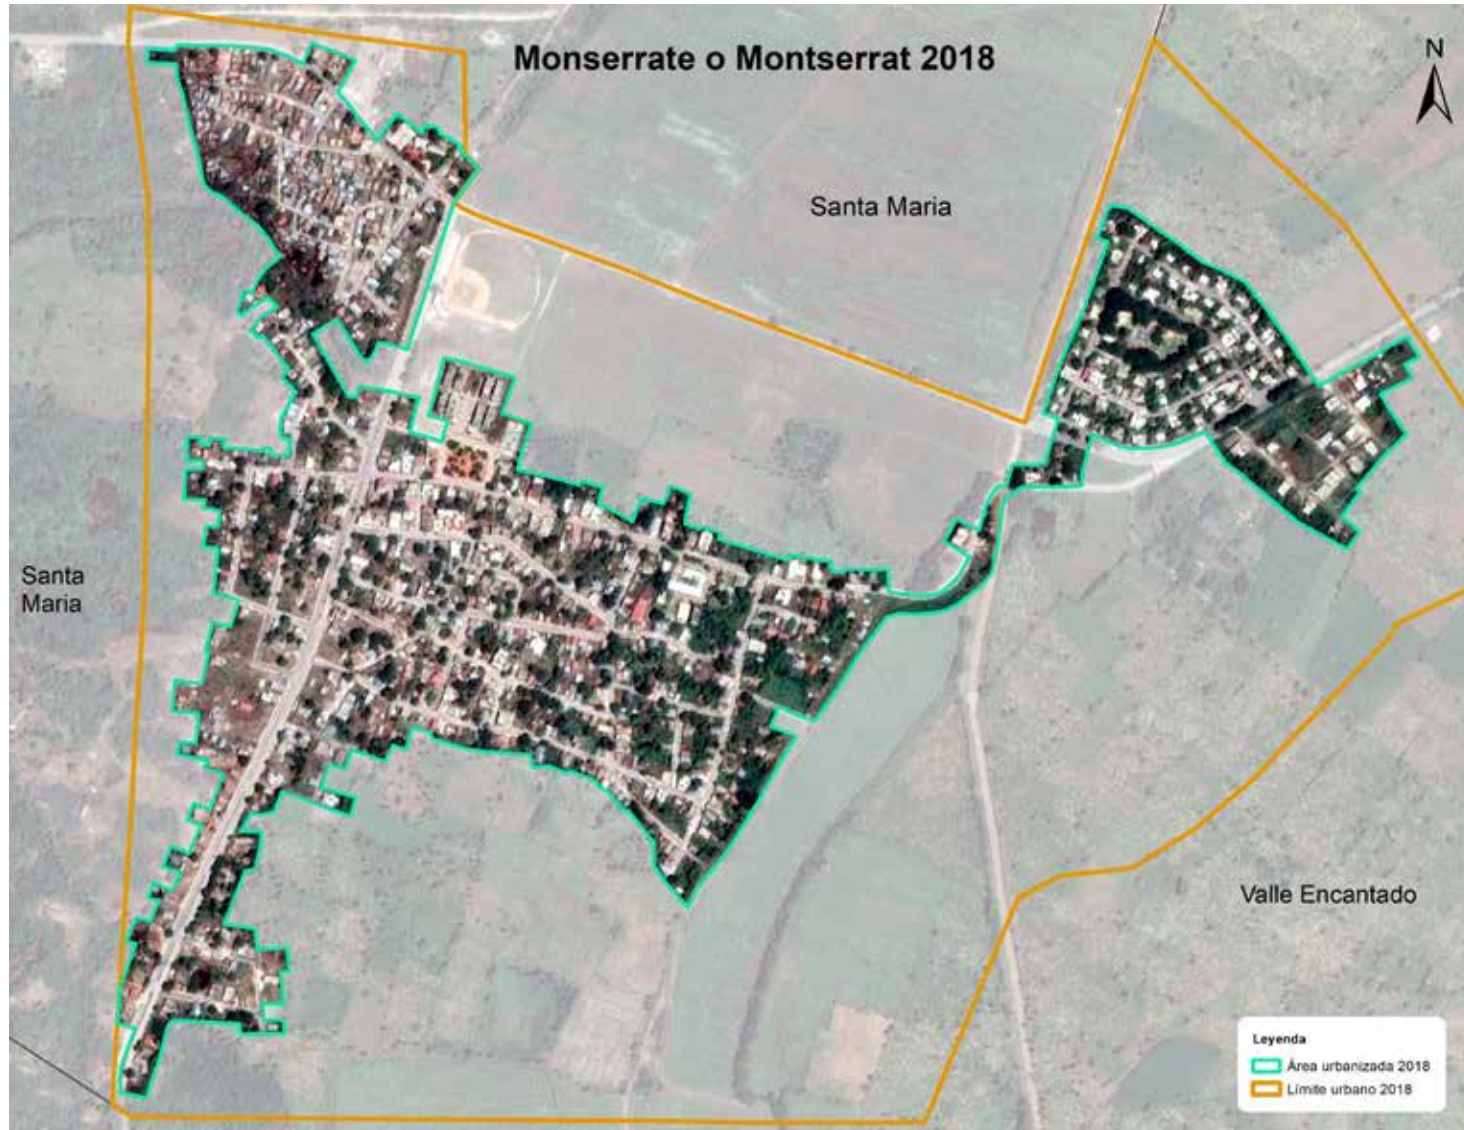 Monserrate o Montserrat 2018
N
Santa Maria
Santa
Maria
Valle Encantado
Leyenda
Área urbanizada 2018
Límite urbano 2018